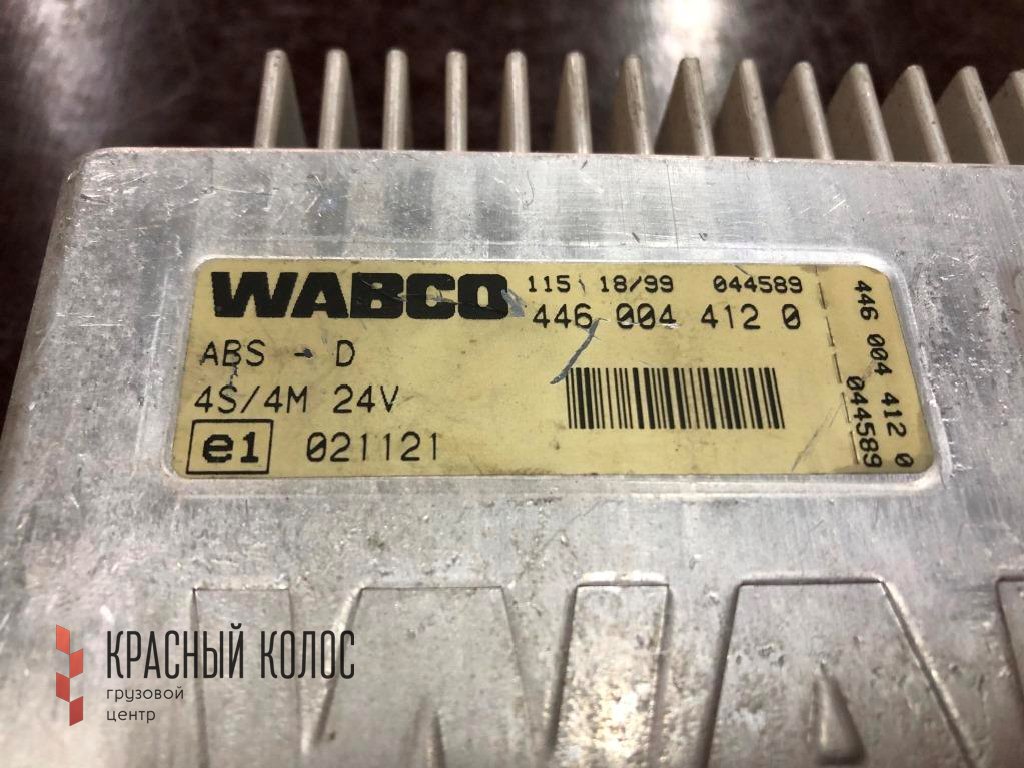 WABCO 115 18/99 044589
446 004 412 0
ABS - D
4S/4M 24V
e1 021121
446 004 412 0
044589
WA
КРАСНЫЙ КОЛОС
грузовой
центр